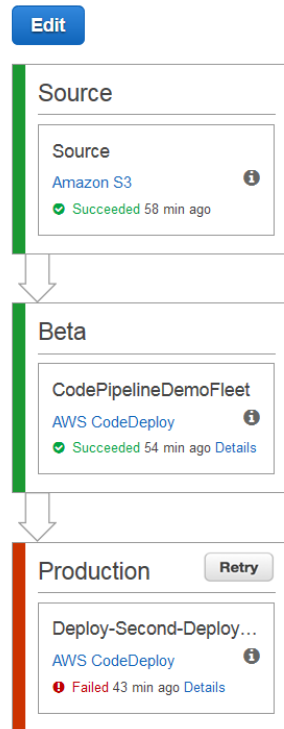 Edit
Source
Source
Amazon S3
Succeeded 58 min ago
Beta
CodePipelineDemoFleet
AWS CodeDeploy
Succeeded 54 min ago Details
Production
Retry
Deploy-Second-Deploy...
AWS CodeDeploy
Failed 43 min ago Details